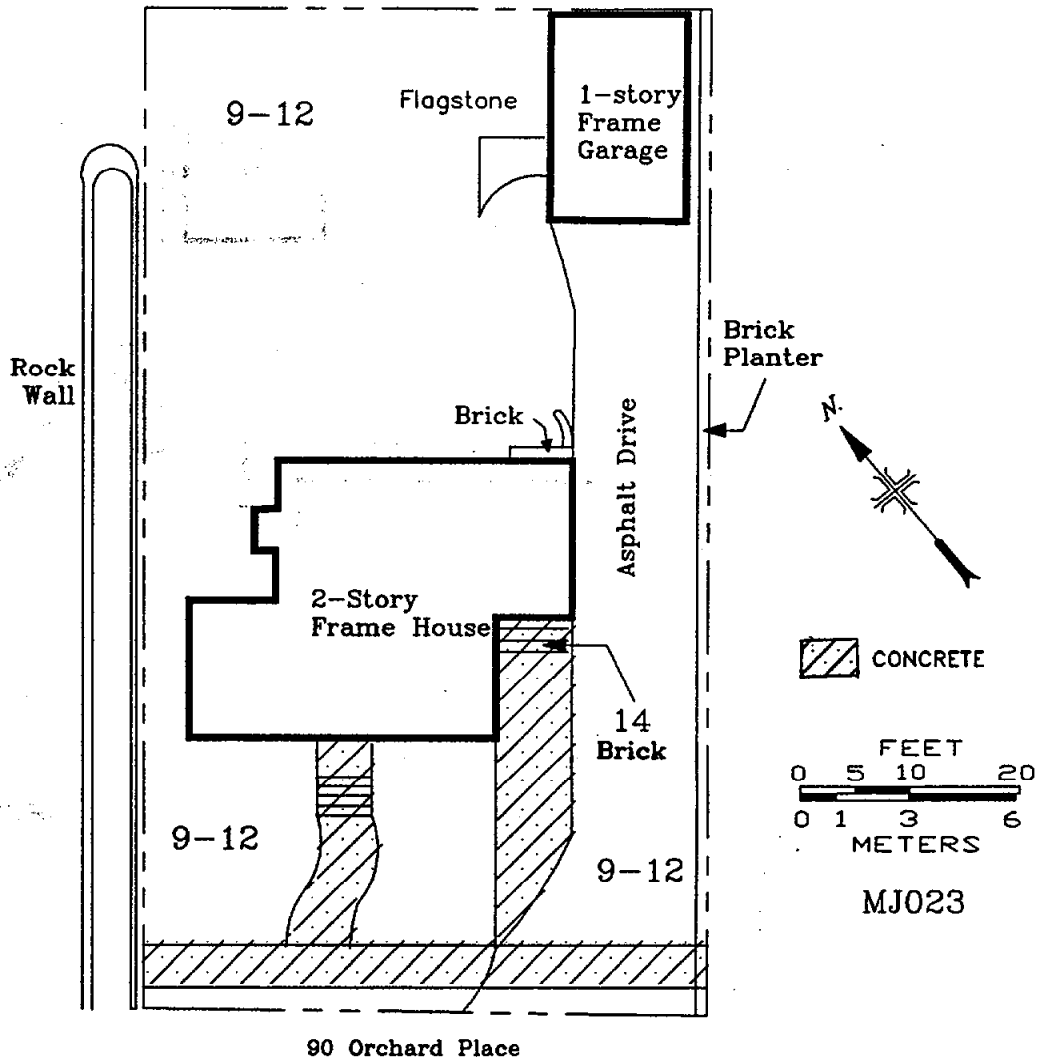 9-12
Flagstone
1-story
Frame
Garage
Rock
Wall
Brick
Planter
Brick
Asphalt Drive
N.
2-Story
Frame House
CONCRETE
14
Brick
FEET
0 5 10 20
0 1 3 6
METERS
9-12
9-12
MJ023
90 Orchard Place